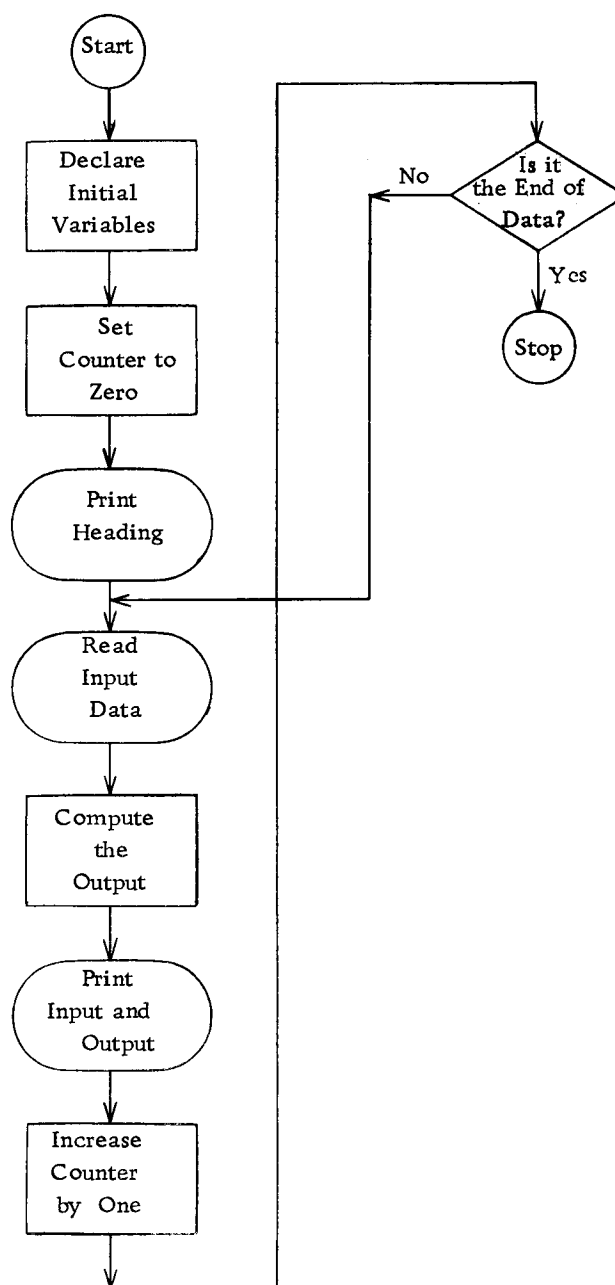 Start
Declare
Initial
Variables
Set
Counter to
Zero
Print
Heading
Read
Input
Data
Compute
the
Output
Print
Input and
Output
Increase
Counter
by One
Is it
the End of
Data?
No
Yes
Stop